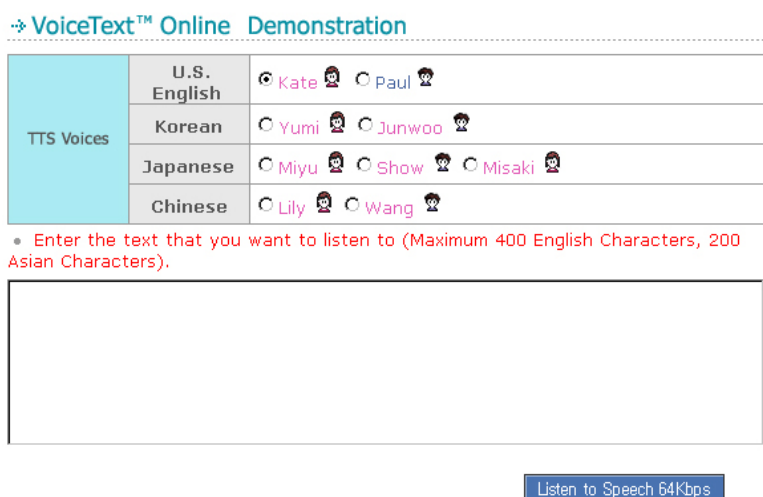 VoiceText™ Online Demonstration
TTS Voices
U.S. English
Kate Paul
Korean
Yumi Junwoo
Japanese
Miyu Show Misaki
Chinese
Lily Wang
Enter the text that you want to listen to (Maximum 400 English Characters, 200
Asian Characters).
Listen to Speech 64Kbps